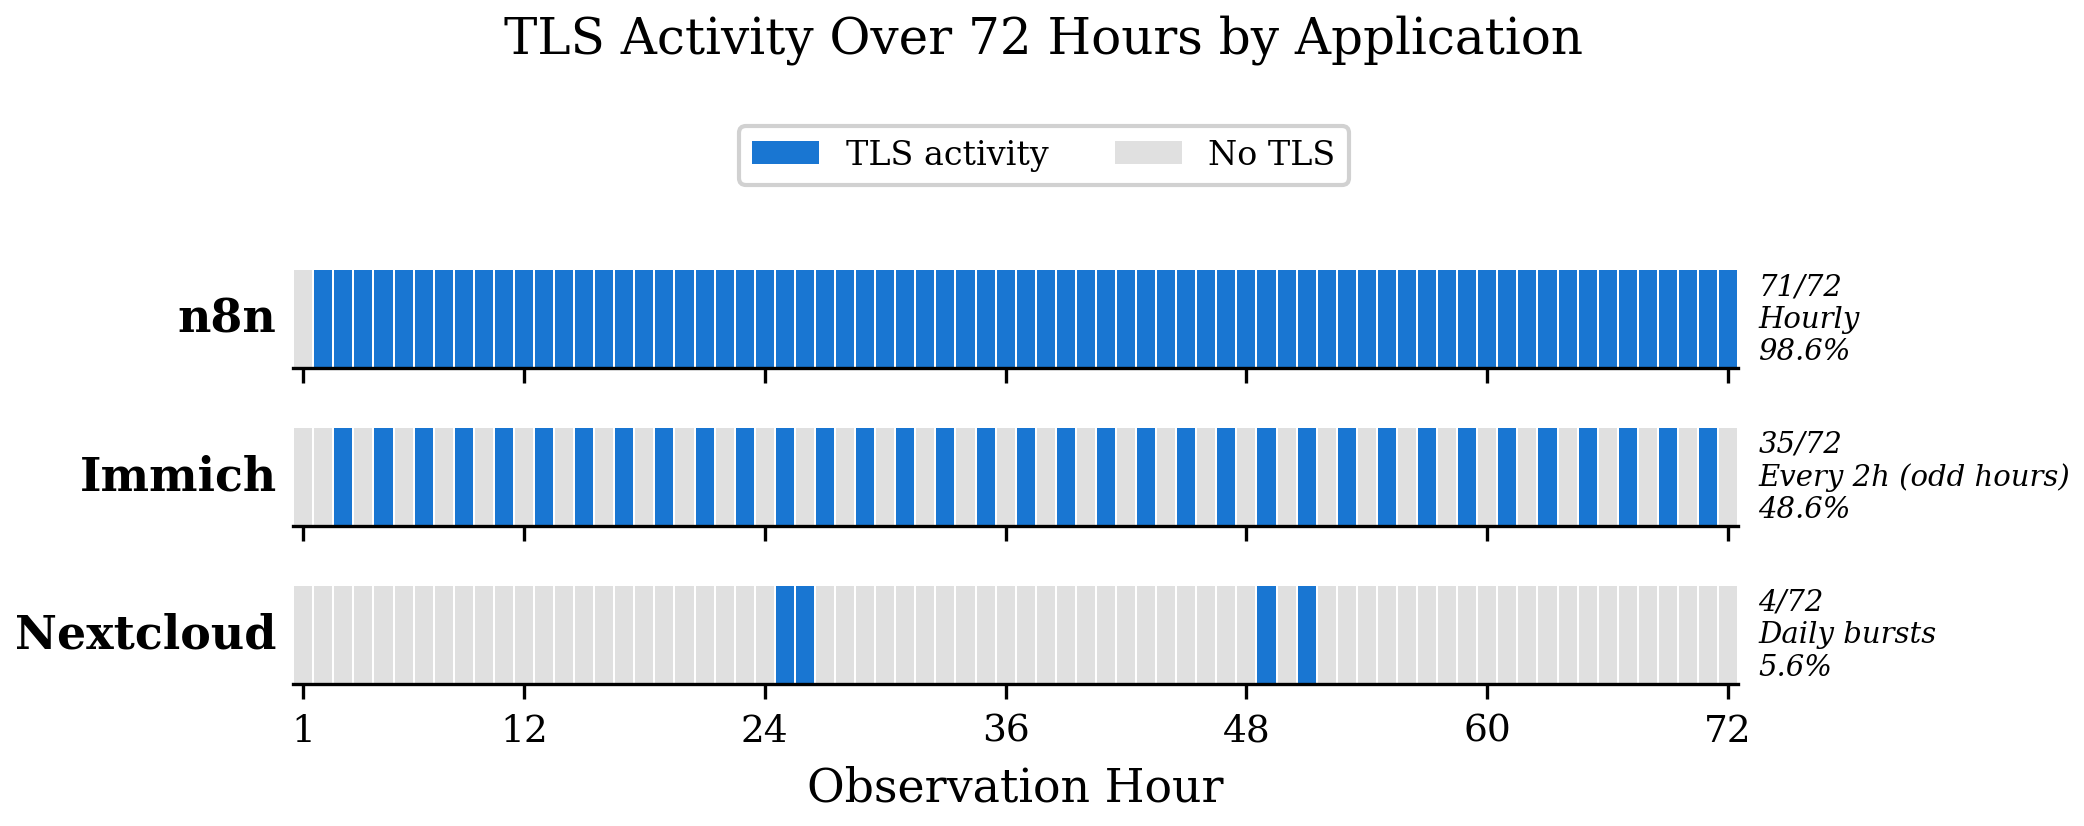 TLS Activity Over 72 Hours by Application
TLS activity
No TLS
n8n
71/72
Hourly
98.6%
Immich
35/72
Every 2h (odd hours)
48.6%
Nextcloud
4/72
Daily bursts
5.6%
1 12 24 36 48 60 72
Observation Hour